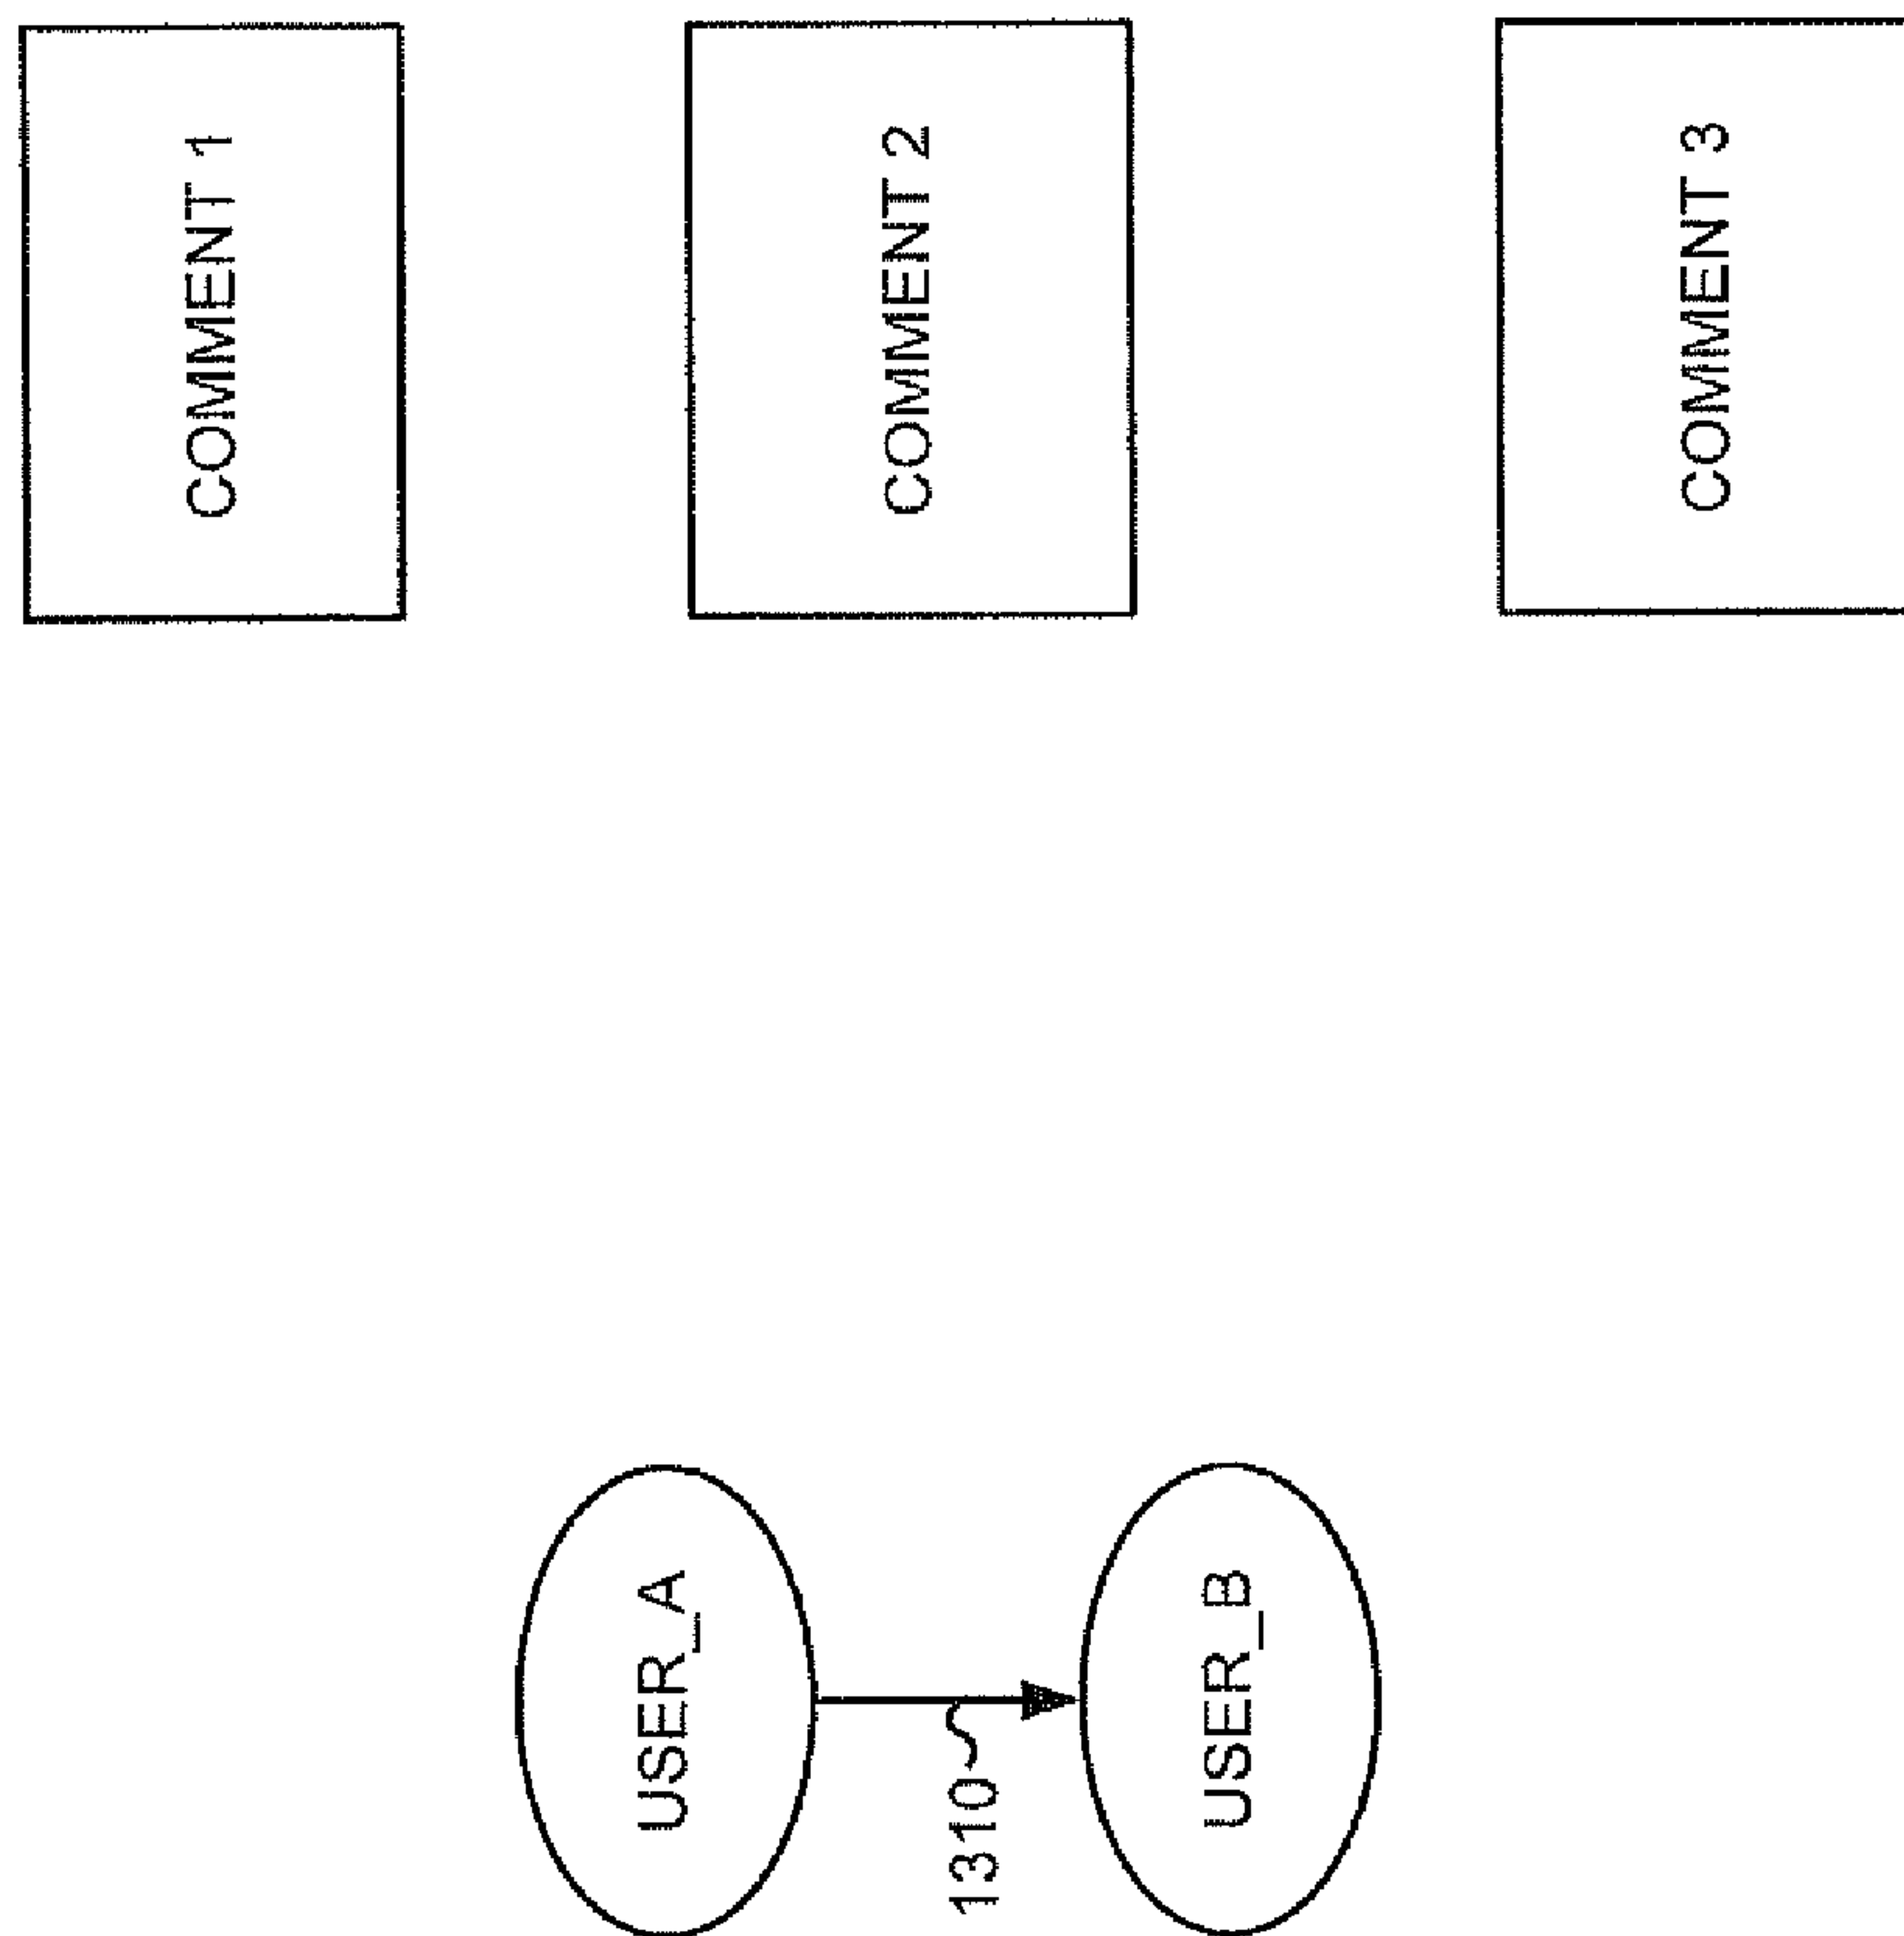 USER_A
1310
USER_B
COMMENT 1
COMMENT 2
COMMENT 3